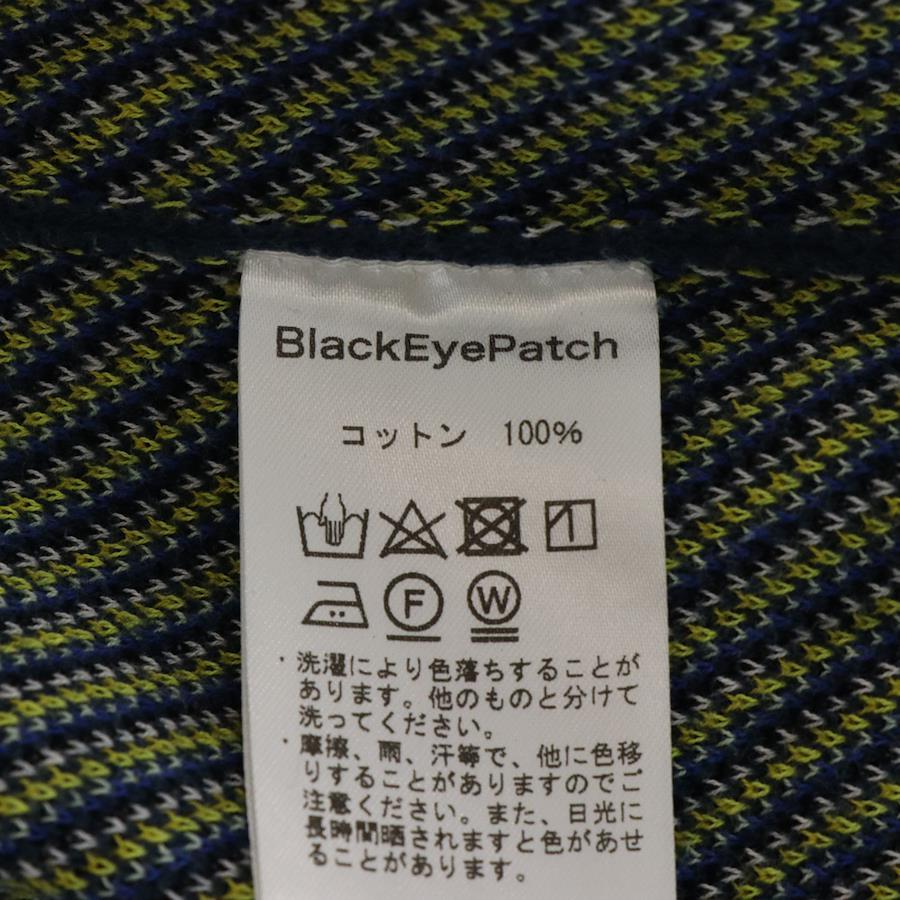 BlackEyePatch
コットン 100%
F W
・洗濯により色落ちすることが
あります。他のものと分けて
洗ってください。
・摩擦、雨、汗等で、他に色移
りすることがありますのでご
注意ください。また、日光に
長時間晒されますと色があせ
ることがあります。